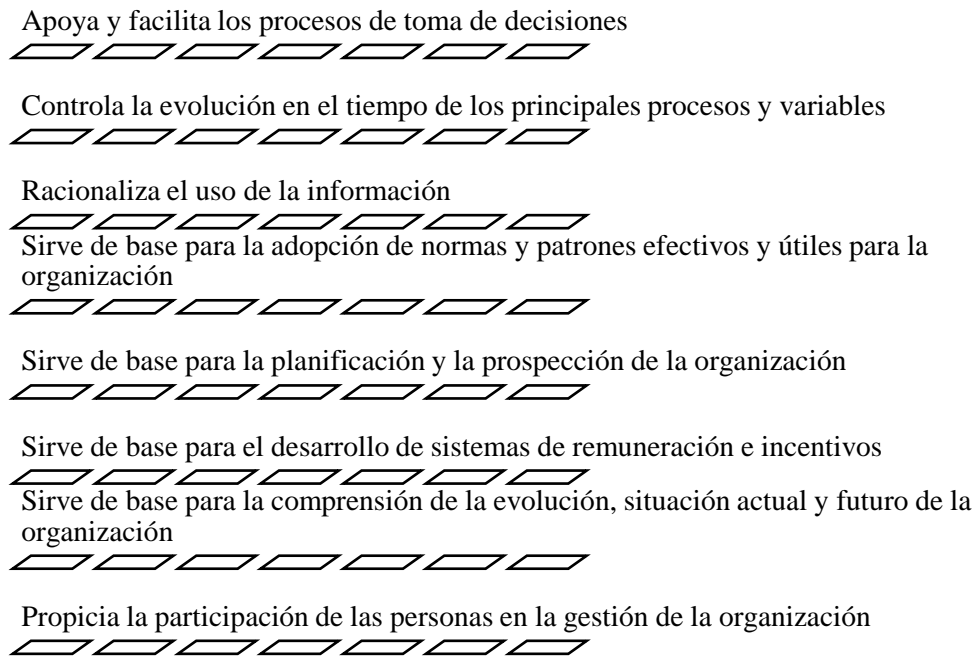 Apoya y facilita los procesos de toma de decisiones
Controla la evolución en el tiempo de los principales procesos y variables
Racionaliza el uso de la información
Sirve de base para la adopción de normas y patrones efectivos y útiles para la
organización
Sirve de base para la planificación y la prospección de la organización
Sirve de base para el desarrollo de sistemas de remuneración e incentivos
Sirve de base para la comprensión de la evolución, situación actual y futuro de la
organización
Propicia la participación de las personas en la gestión de la organización